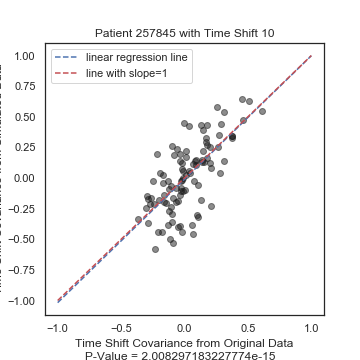 Patient 257845 with Time Shift 10
linear regression line
line with slope=1
1.00
0.75
0.50
0.25
0.00
−0.25
−0.50
−0.75
−1.00
−1.0
−0.5
0.0
0.5
1.0
Time Shift Covariance from Original Data
P-Value = 2.008297183227774e-15